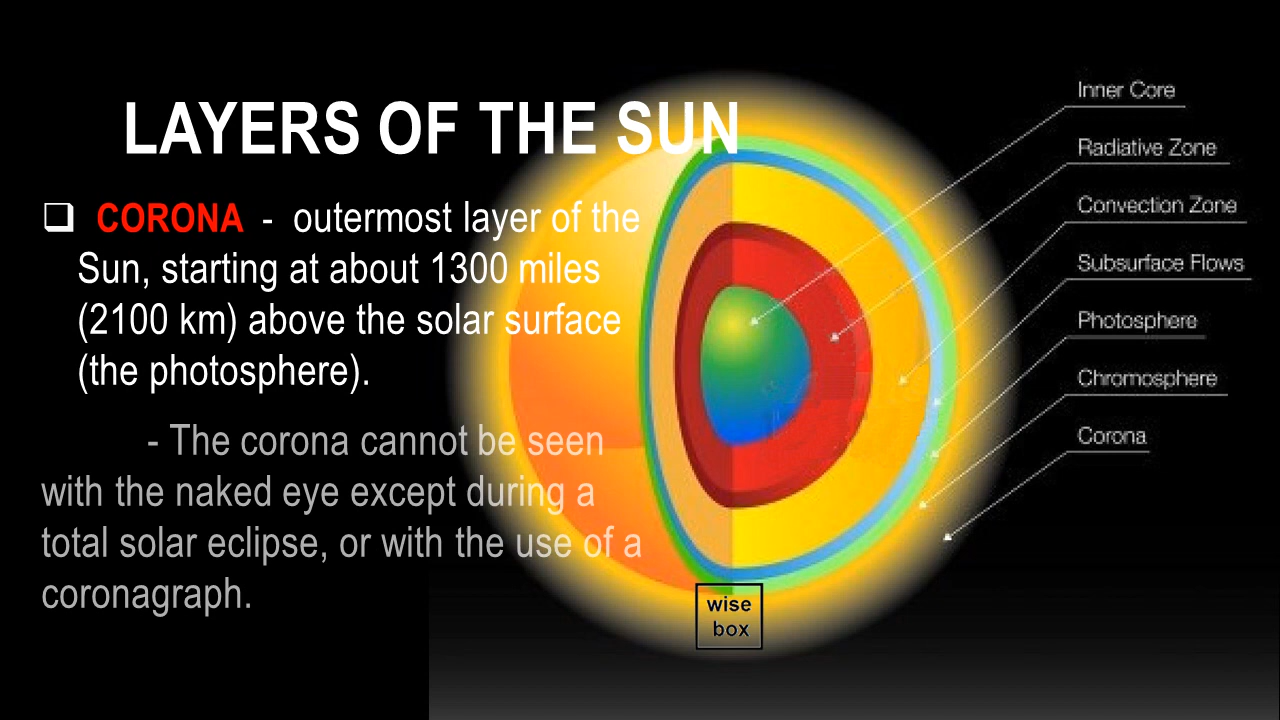 LAYERS OF THE SUN
❑ CORONA - outermost layer of the
Sun, starting at about 1300 miles
(2100 km) above the solar surface
(the photosphere).
- The corona cannot be seen
with the naked eye except during a
total solar eclipse, or with the use of a
coronagraph.
Inner Core
Radiative Zone
Convection Zone
Subsurface Flows
Photosphere
Chromosphere
Corona
wise
box